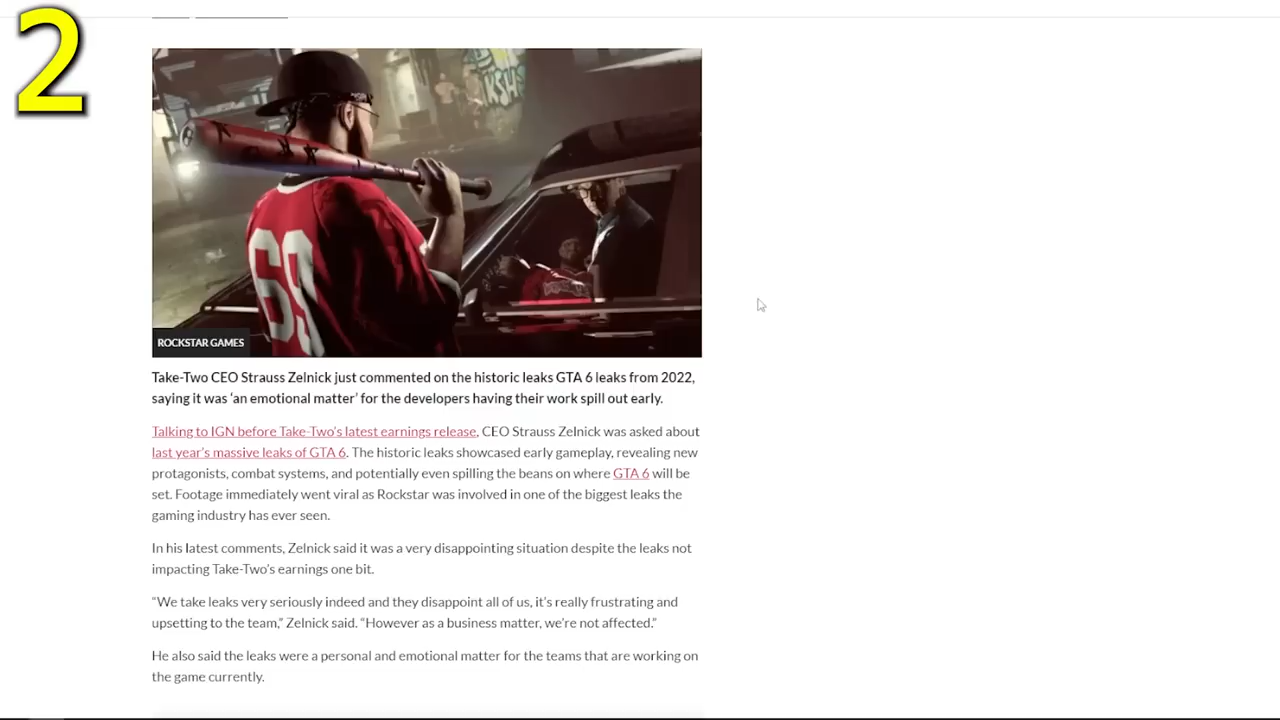 2
KSH
69
ROCKSTAR GAMES
Take-Two CEO Strauss Zelnick just commented on the historic leaks GTA 6 leaks from 2022,
saying it was ‘an emotional matter’ for the developers having their work spill out early.
Talking to IGN before Take-Two’s latest earnings release, CEO Strauss Zelnick was asked about
last year’s massive leaks of GTA 6. The historic leaks showcased early gameplay, revealing new
protagonists, combat systems, and potentially even spilling the beans on where GTA 6 will be
set. Footage immediately went viral as Rockstar was involved in one of the biggest leaks the
gaming industry has ever seen.
In his latest comments, Zelnick said it was a very disappointing situation despite the leaks not
impacting Take-Two’s earnings one bit.
“We take leaks very seriously indeed and they disappoint all of us, it’s really frustrating and
upsetting to the team,” Zelnick said. “However as a business matter, we’re not affected.”
He also said the leaks were a personal and emotional matter for the teams that are working on
the game currently.